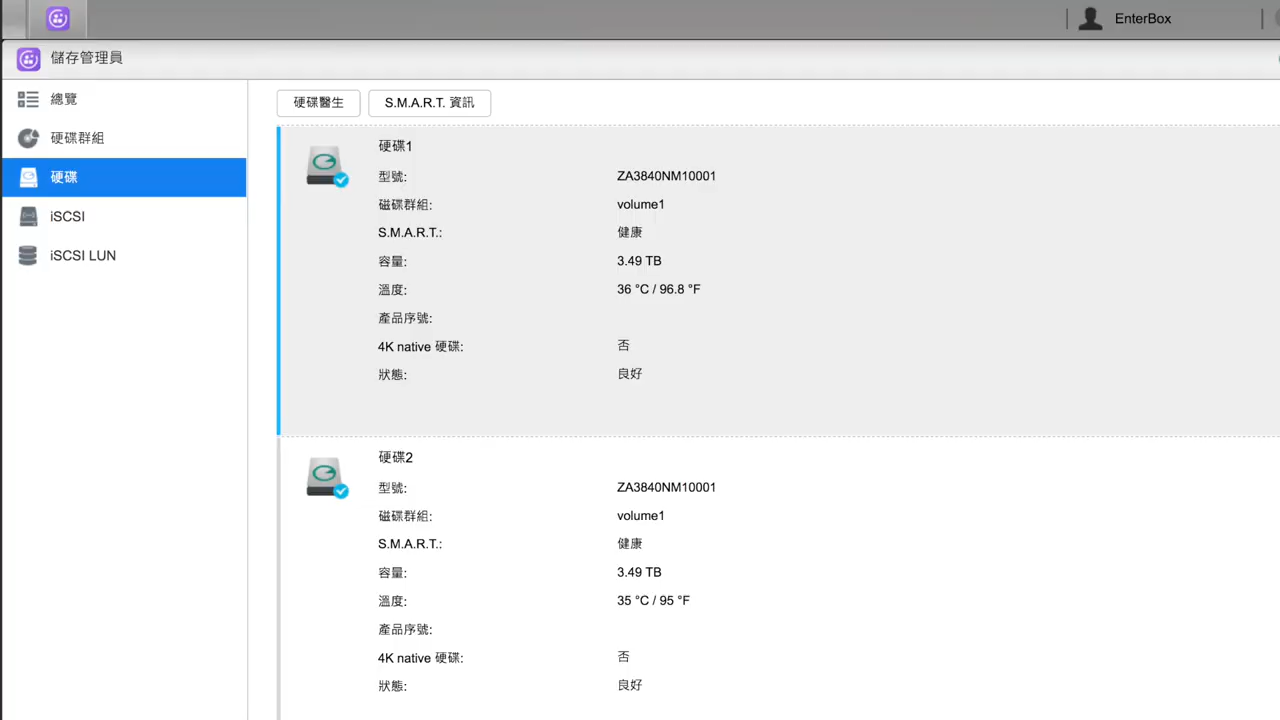 EnterBox
儲存管理員
總覽
硬碟群組
硬碟
iSCSI
iSCSI LUN
硬碟醫生 S.M.A.R.T. 資訊
硬碟1
型號: ZA3840NM10001
磁碟群組: volume1
S.M.A.R.T.: 健康
容量: 3.49 TB
溫度: 36 °C / 96.8 °F
產品序號:
4K native 硬碟: 否
狀態: 良好
硬碟2
型號: ZA3840NM10001
磁碟群組: volume1
S.M.A.R.T.: 健康
容量: 3.49 TB
溫度: 35 °C / 95 °F
產品序號:
4K native 硬碟: 否
狀態: 良好